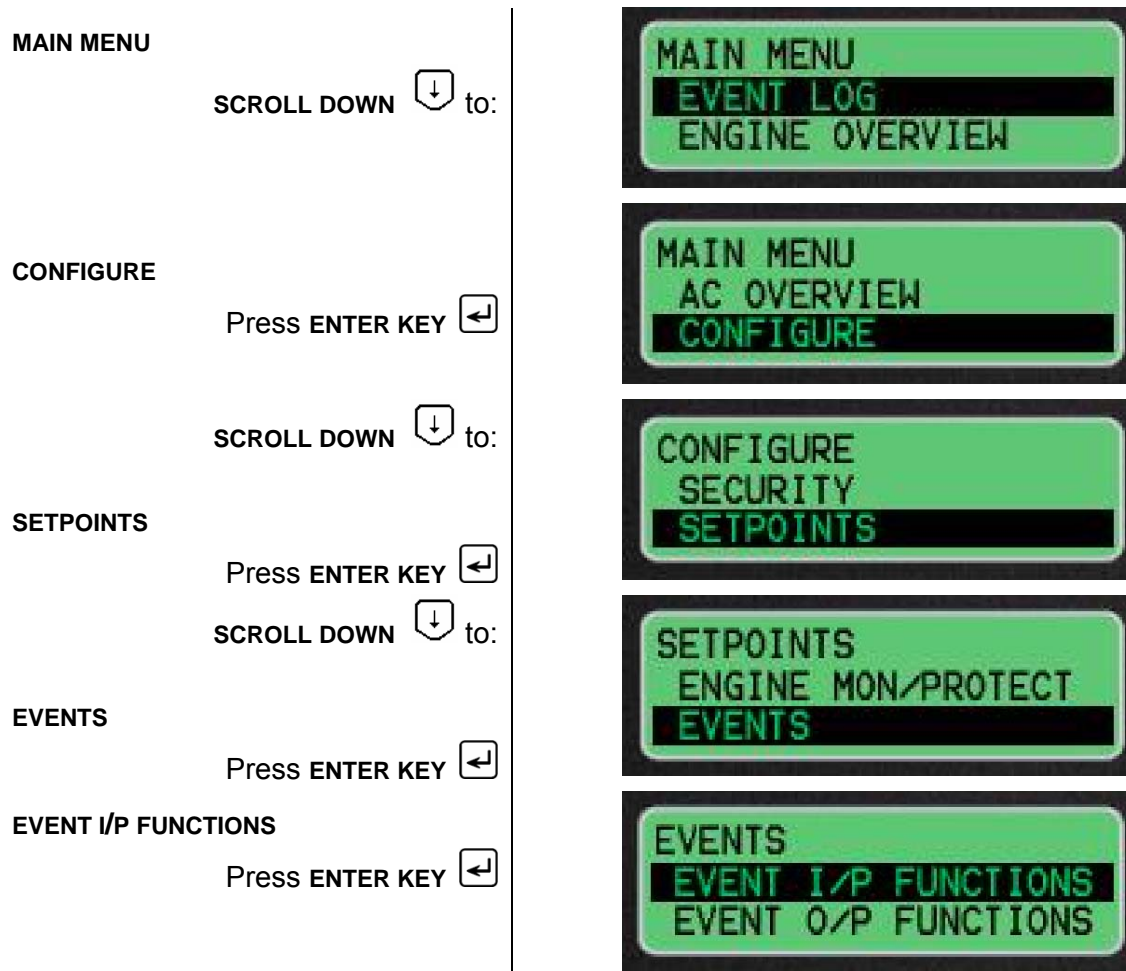 MAIN MENU
SCROLL DOWN ↓ to:
MAIN MENU
EVENT LOG
ENGINE OVERVIEW
CONFIGURE
Press ENTER KEY ↵
MAIN MENU
AC OVERVIEW
CONFIGURE
SCROLL DOWN ↓ to:
CONFIGURE
SECURITY
SETPOINTS
SETPOINTS
Press ENTER KEY ↵
SCROLL DOWN ↓ to:
SETPOINTS
ENGINE MON/PROTECT
EVENTS
EVENTS
Press ENTER KEY ↵
EVENT I/P FUNCTIONS
Press ENTER KEY ↵
EVENTS
EVENT I/P FUNCTIONS
EVENT O/P FUNCTIONS